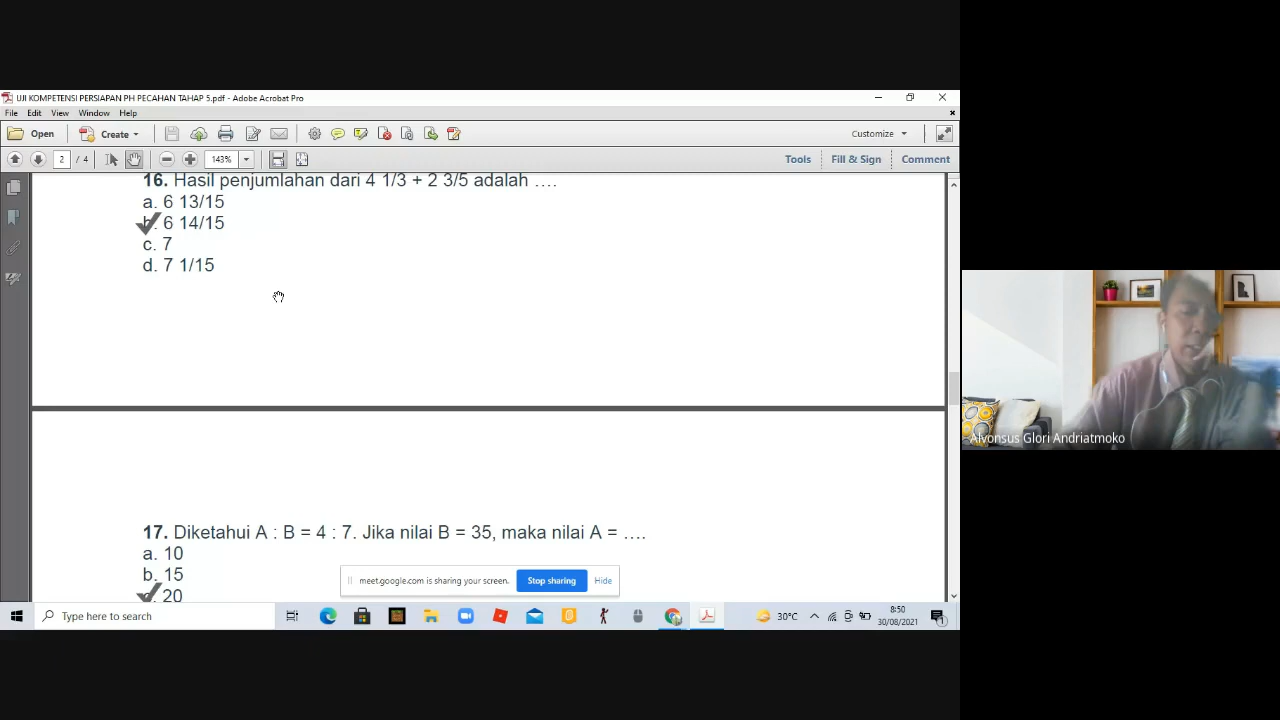 UJI KOMPETENSI PERSIAPAN PH PECAHAN TAHAP 5.pdf - Adobe Acrobat Pro
File Edit View Window Help
Open Create Customize
2 / 4 143% Tools Fill & Sign Comment
16. Hasil penjumlahan dari 4 1/3 + 2 3/5 adalah ….
a. 6 13/15
b. 6 14/15
c. 7
d. 7 1/15
Alvonsus Glori Andriatmoko
17. Diketahui A : B = 4 : 7. Jika nilai B = 35, maka nilai A = ….
a. 10
b. 15
20
meet.google.com is sharing your screen. Stop sharing Hide
Type here to search 30°C 8:50
30/08/2021